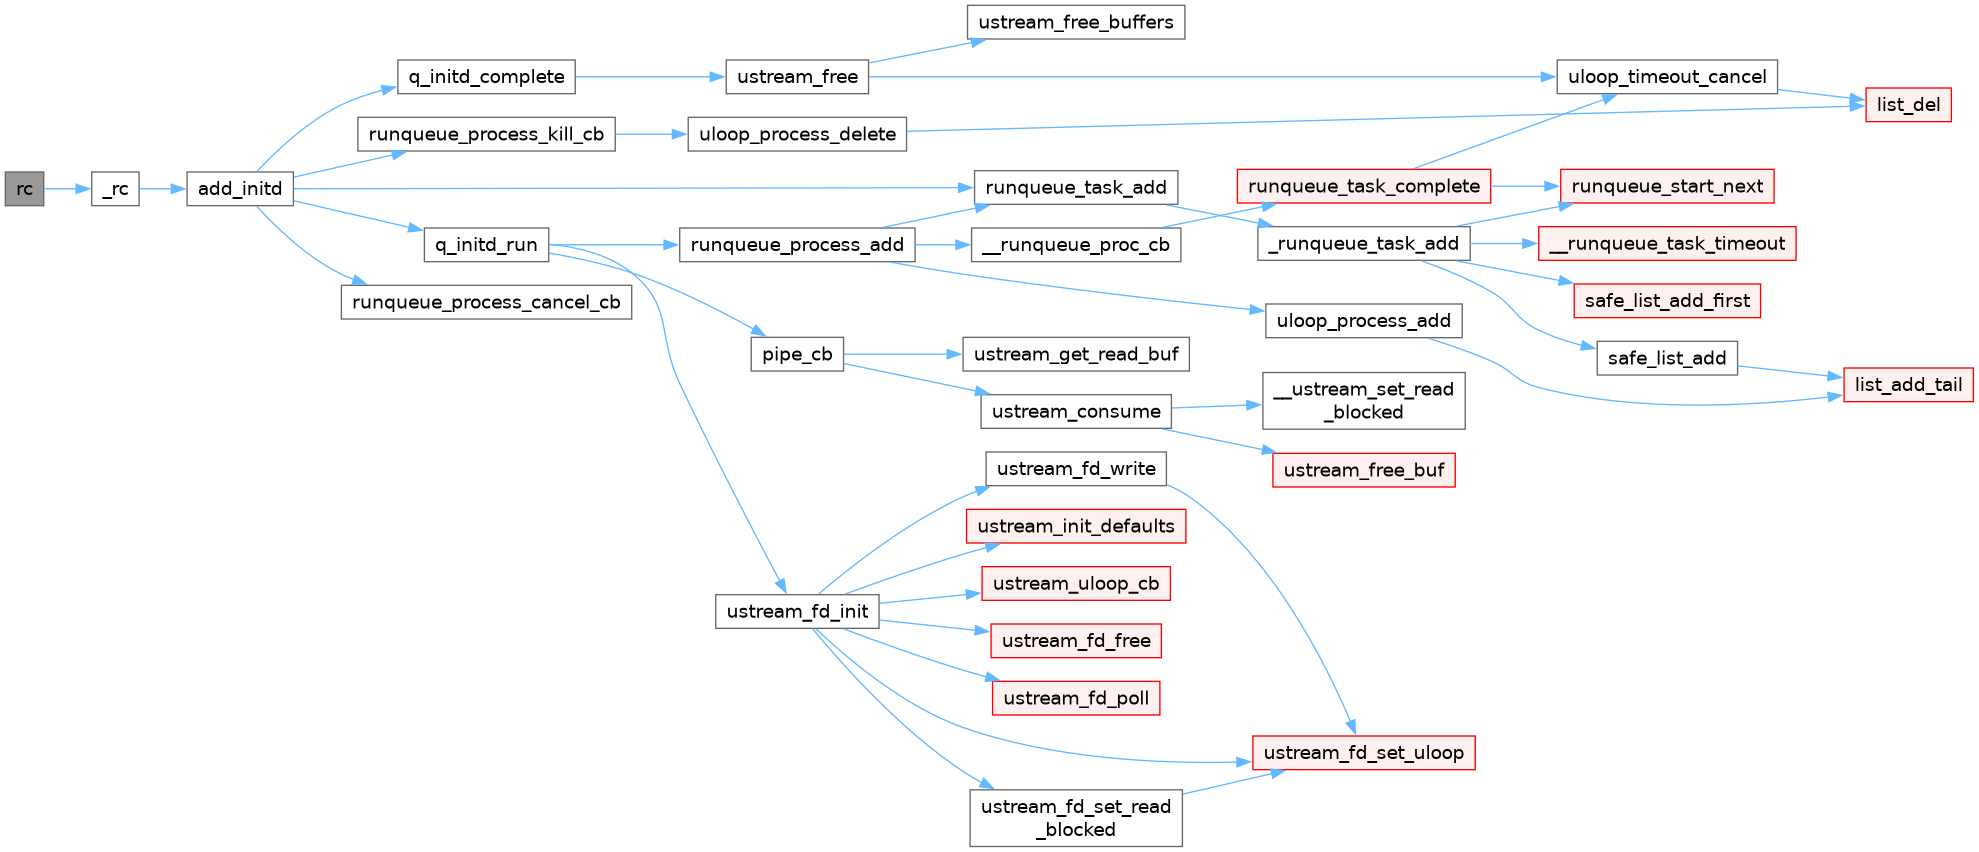 ustream_free_buffers
q_initd_complete
ustream_free
uloop_timeout_cancel
list_del
runqueue_process_kill_cb
uloop_process_delete
rc
_rc
add_initd
runqueue_task_add
runqueue_task_complete
runqueue_start_next
q_initd_run
runqueue_process_add
__runqueue_proc_cb
_runqueue_task_add
__runqueue_task_timeout
runqueue_process_cancel_cb
safe_list_add_first
uloop_process_add
pipe_cb
ustream_get_read_buf
safe_list_add
list_add_tail
ustream_consume
__ustream_set_read
_blocked
ustream_fd_write
ustream_free_buf
ustream_init_defaults
ustream_uloop_cb
ustream_fd_init
ustream_fd_free
ustream_fd_poll
ustream_fd_set_uloop
ustream_fd_set_read
_blocked